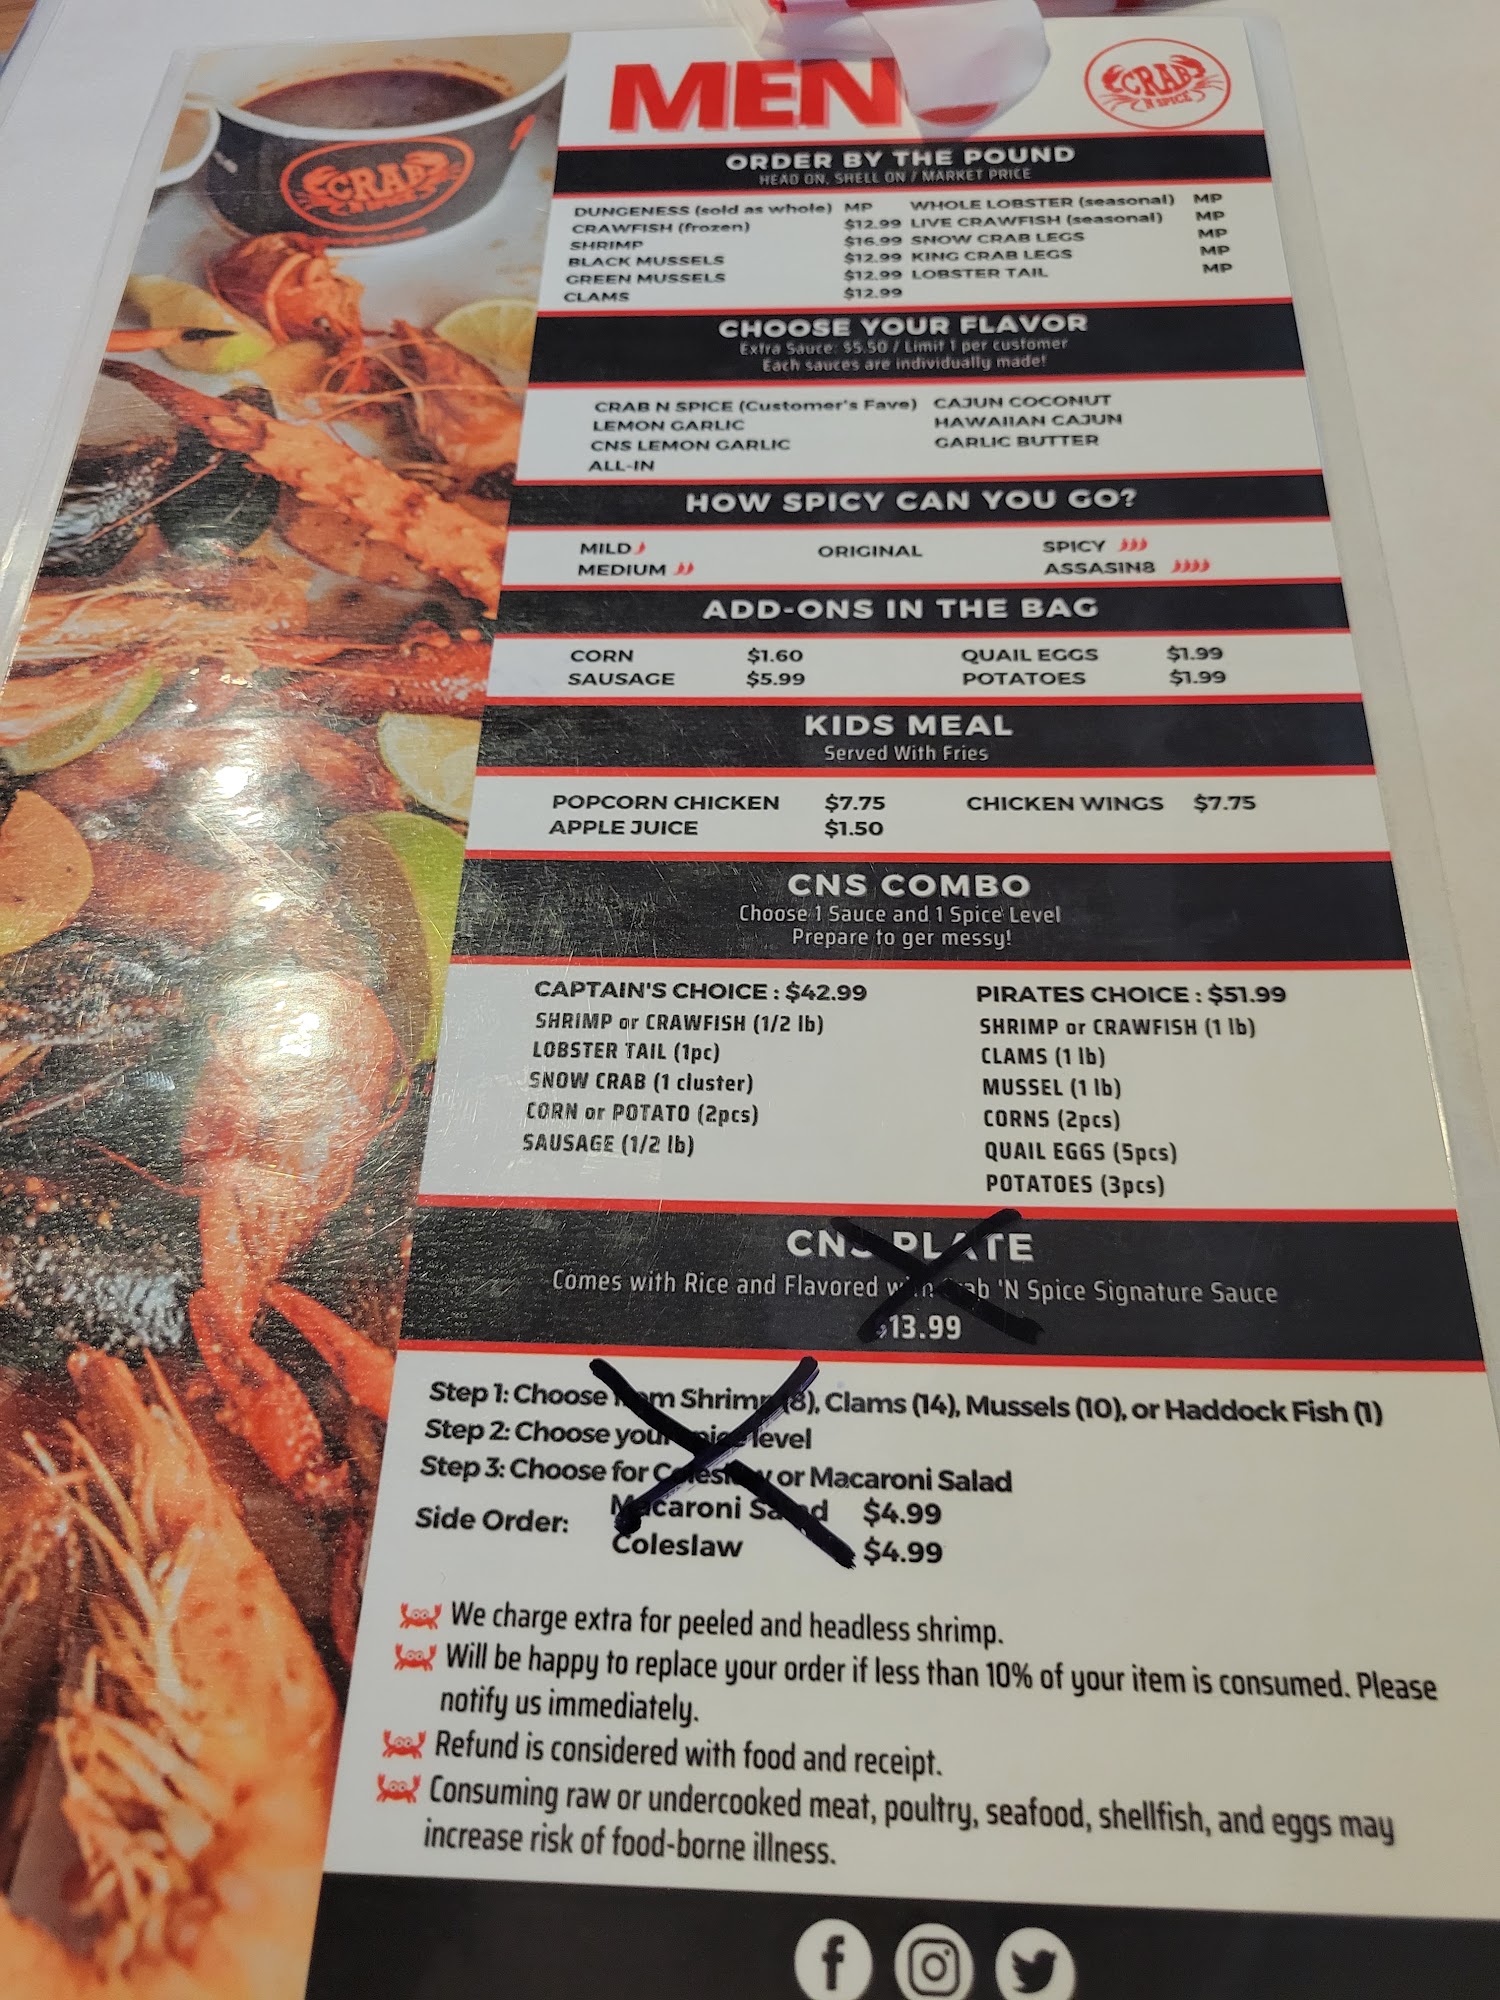 MEN
CRAB
N SPICE
CRAB
ORDER BY THE POUND
HEAD ON, SHELL ON / MARKET PRICE
DUNGENESS (sold as whole) MP
CRAWFISH (frozen) $12.99
SHRIMP $16.99
BLACK MUSSELS $12.99
GREEN MUSSELS $12.99
CLAMS $12.99
WHOLE LOBSTER (seasonal) MP
LIVE CRAWFISH (seasonal) MP
SNOW CRAB LEGS MP
KING CRAB LEGS MP
LOBSTER TAIL MP
CHOOSE YOUR FLAVOR
Extra Sauce: $5.50 / Limit 1 per customer
Each sauces are individually made!
CRAB N SPICE (Customer's Fave)
LEMON GARLIC
CNS LEMON GARLIC
ALL-IN
CAJUN COCONUT
HAWAIIAN CAJUN
GARLIC BUTTER
HOW SPICY CAN YOU GO?
MILD
MEDIUM
ORIGINAL
SPICY
ASSASIN8
ADD-ONS IN THE BAG
CORN $1.60
SAUSAGE $5.99
QUAIL EGGS $1.99
POTATOES $1.99
KIDS MEAL
Served With Fries
POPCORN CHICKEN $7.75
APPLE JUICE $1.50
CHICKEN WINGS $7.75
CNS COMBO
Choose 1 Sauce and 1 Spice Level
Prepare to ger messy!
CAPTAIN'S CHOICE : $42.99
SHRIMP or CRAWFISH (1/2 lb)
LOBSTER TAIL (1pc)
SNOW CRAB (1 cluster)
CORN or POTATO (2pcs)
SAUSAGE (1/2 lb)
PIRATES CHOICE : $51.99
SHRIMP or CRAWFISH (1 lb)
CLAMS (1 lb)
MUSSEL (1 lb)
CORNS (2pcs)
QUAIL EGGS (5pcs)
POTATOES (3pcs)
CNS PLATE
Comes with Rice and Flavored with Crab 'N Spice Signature Sauce
$13.99
Step 1: Choose from Shrimp (8), Clams (14), Mussels (10), or Haddock Fish (1)
Step 2: Choose your spice level
Step 3: Choose for Coleslaw or Macaroni Salad
Side Order:
Macaroni Salad $4.99
Coleslaw $4.99
We charge extra for peeled and headless shrimp.
Will be happy to replace your order if less than 10% of your item is consumed. Please
notify us immediately.
Refund is considered with food and receipt.
Consuming raw or undercooked meat, poultry, seafood, shellfish, and eggs may
increase risk of food-borne illness.